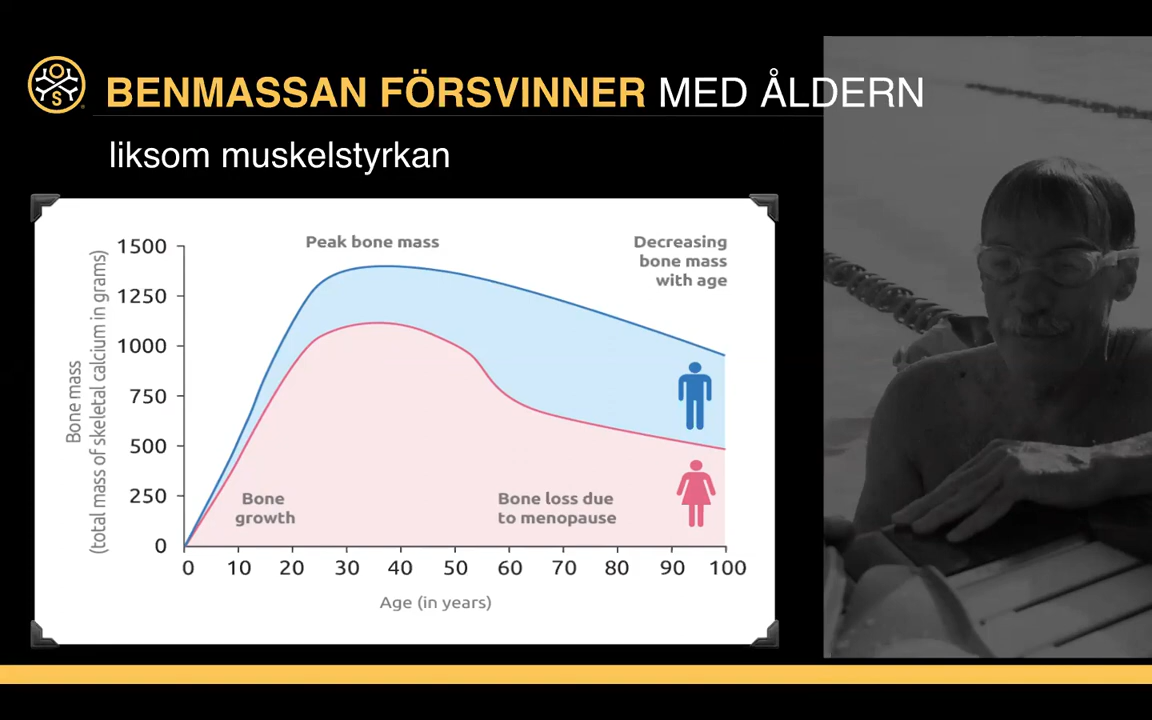 OS
BENMASSAN FÖRSVINNER MED ÅLDERN
liksom muskelstyrkan
Peak bone mass
Decreasing
bone mass
with age
Bone mass
(total mass of skeletal calcium in grams)
1500
1250
1000
750
500
250
0
Bone
growth
Bone loss due
to menopause
0 10 20 30 40 50 60 70 80 90 100
Age (in years)